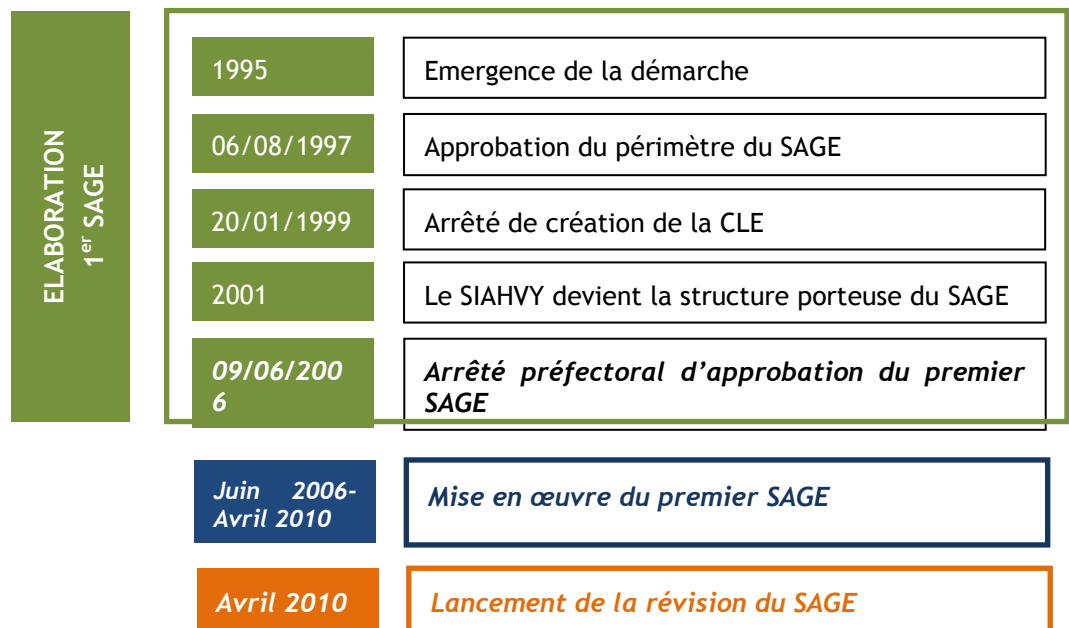 ELABORATION
1er SAGE
1995
Emergence de la démarche
06/08/1997
Approbation du périmètre du SAGE
20/01/1999
Arrêté de création de la CLE
2001
Le SIAHVY devient la structure porteuse du SAGE
09/06/200
6
Arrêté préfectoral d’approbation du premier
SAGE
Juin 2006-
Avril 2010
Mise en œuvre du premier SAGE
Avril 2010
Lancement de la révision du SAGE